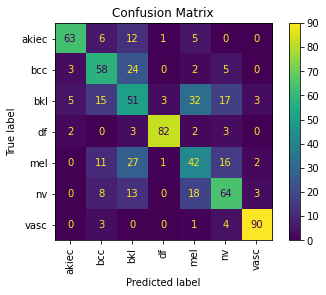 Confusion Matrix
akiec 63 6 12 1 5 0 0
bcc 3 58 24 0 2 5 0
bkl 5 15 51 3 32 17 3
df 2 0 3 82 2 3 0
mel 0 11 27 1 42 16 2
nv 0 8 13 0 18 64 3
vasc 0 3 0 0 1 4 90
akiec bcc bkl df mel nv vasc
Predicted label
True label
90
80
70
60
50
40
30
20
10
0